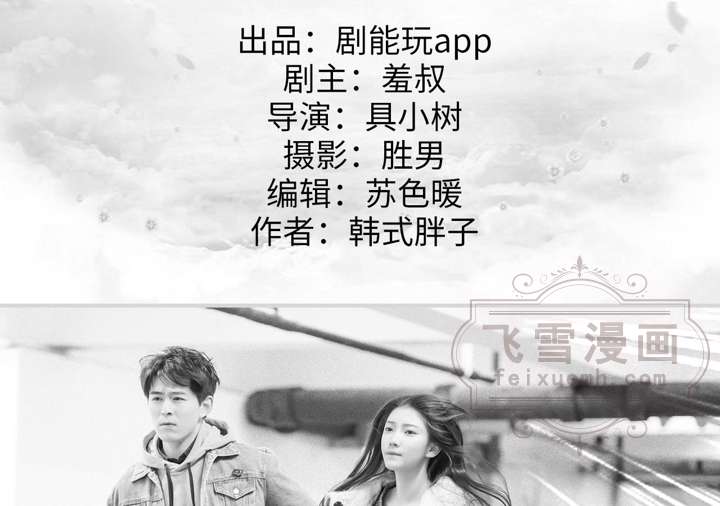 出品：剧能玩app
剧主：羞叔
导演：具小树
摄影：胜男
编辑：苏色暖
作者：韩式胖子
飞雪漫画
feixuemh.com